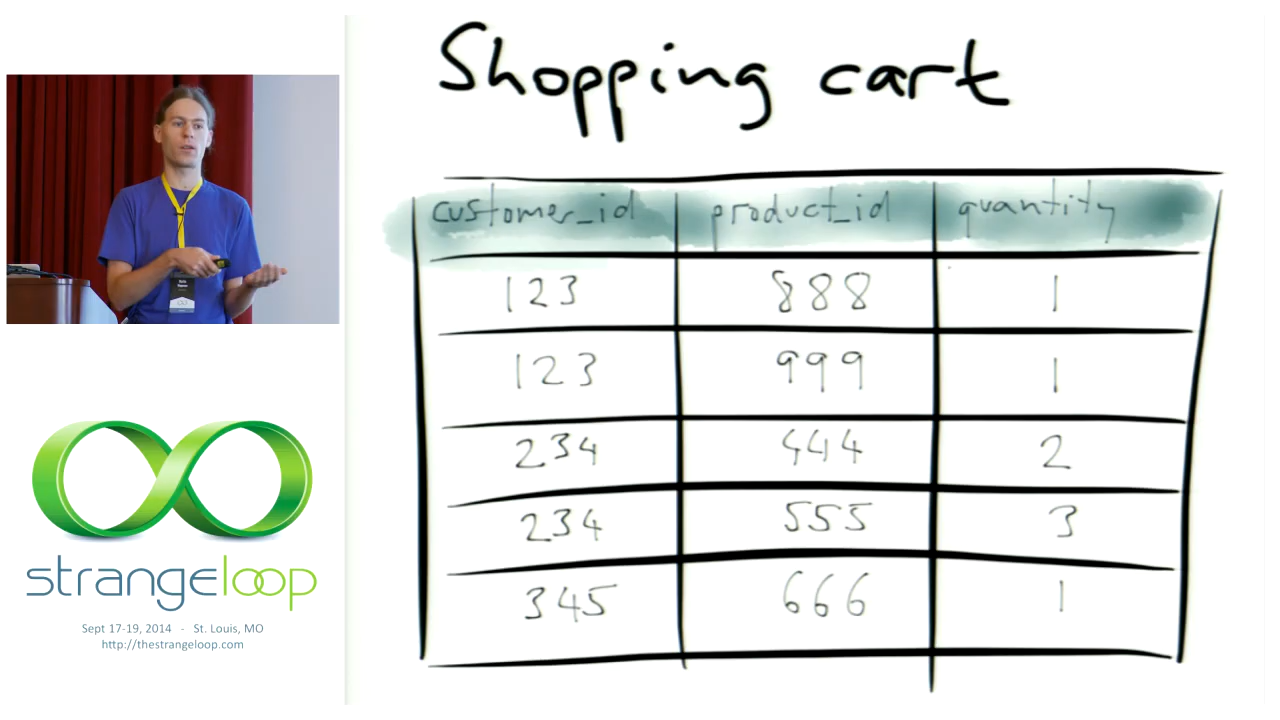 Shopping cart
customer_id product_id quantity
123 888 1
123 999 1
234 444 2
234 555 3
345 666 1
strangeloop
Sept 17-19, 2014 - St. Louis, MO
http://thestrangeloop.com